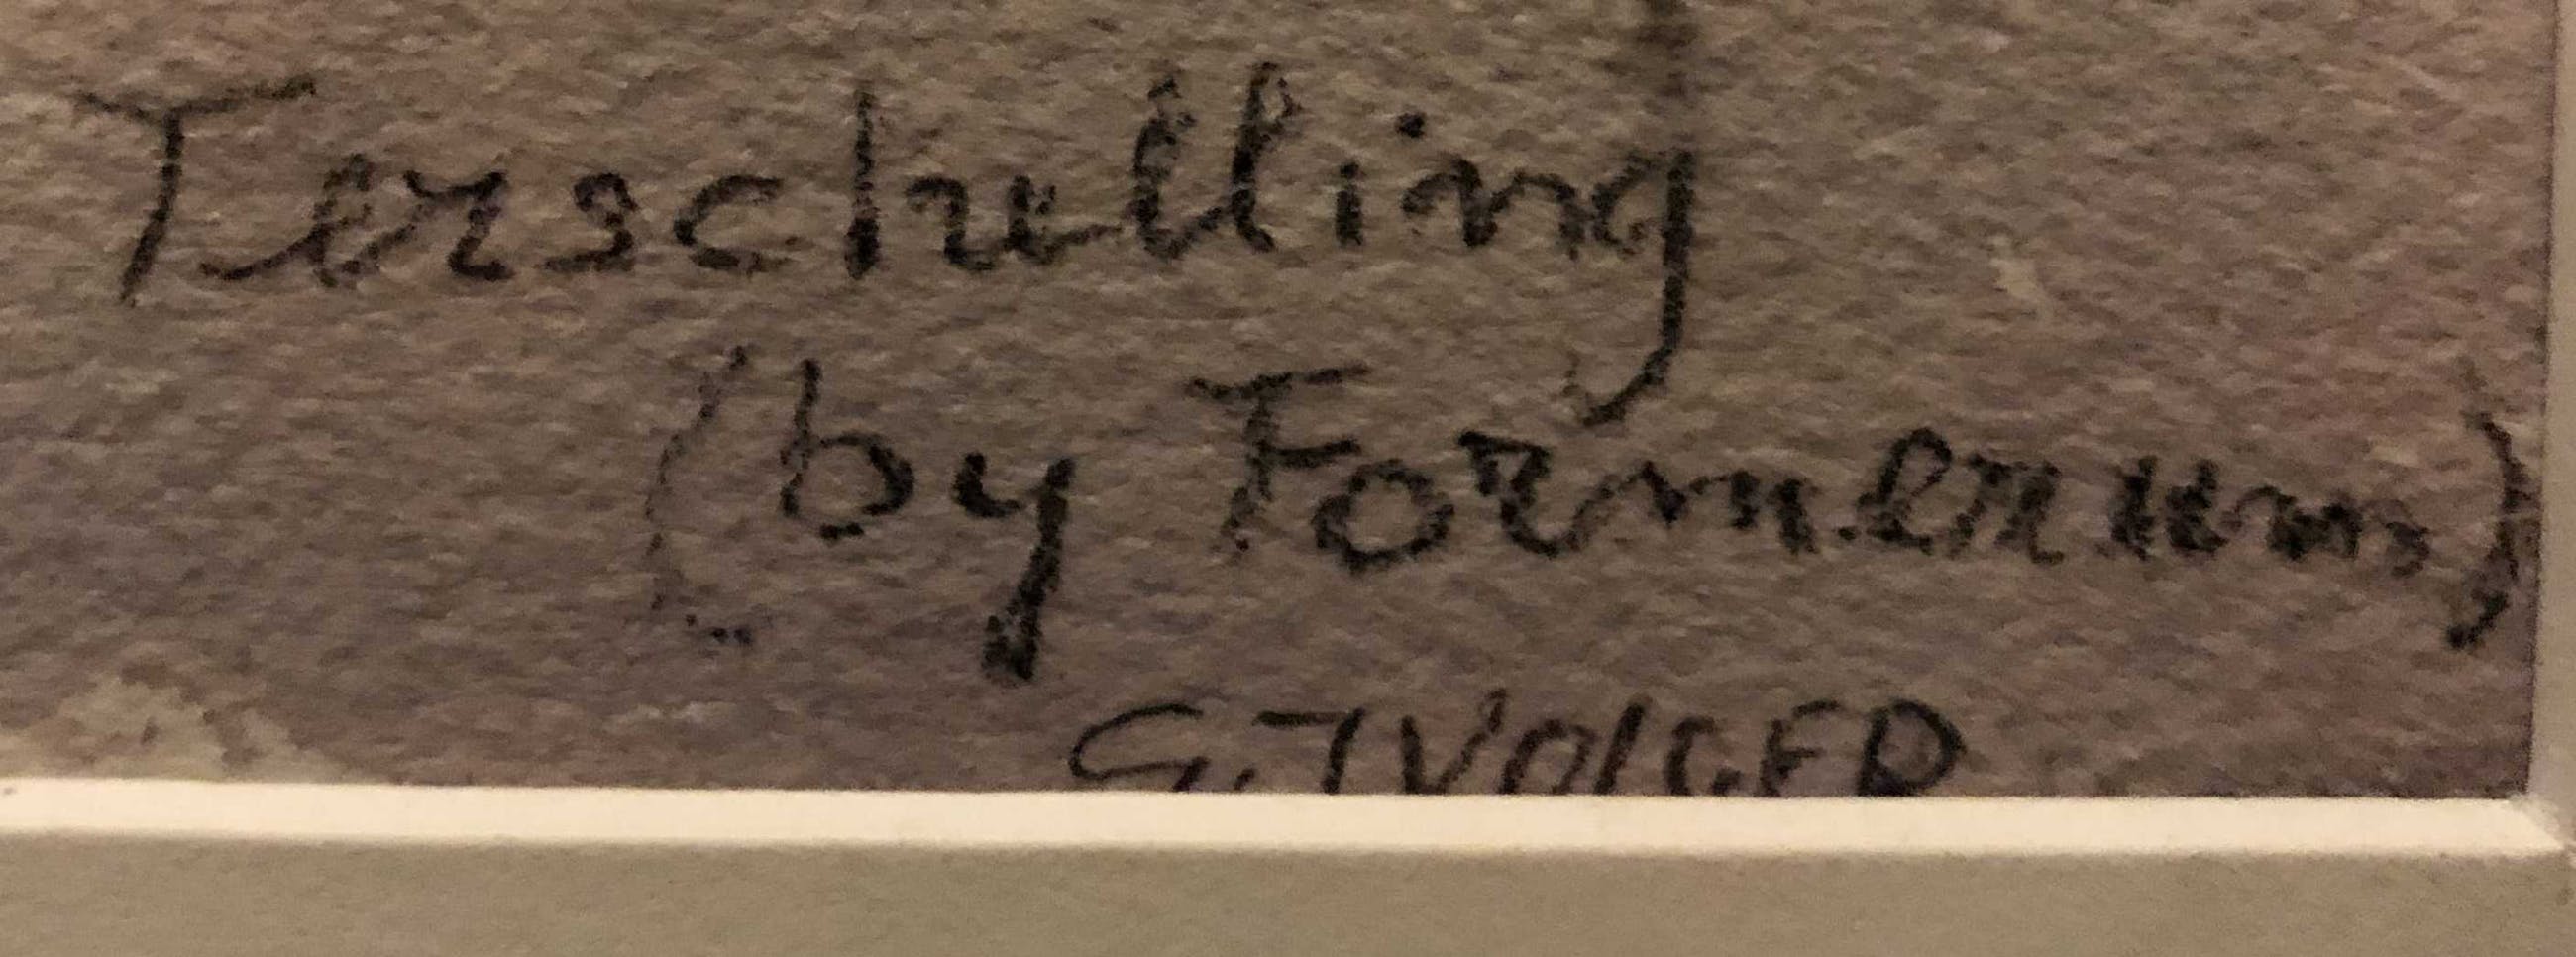 Terschelling
(by Formerum)
G.J VOLGER